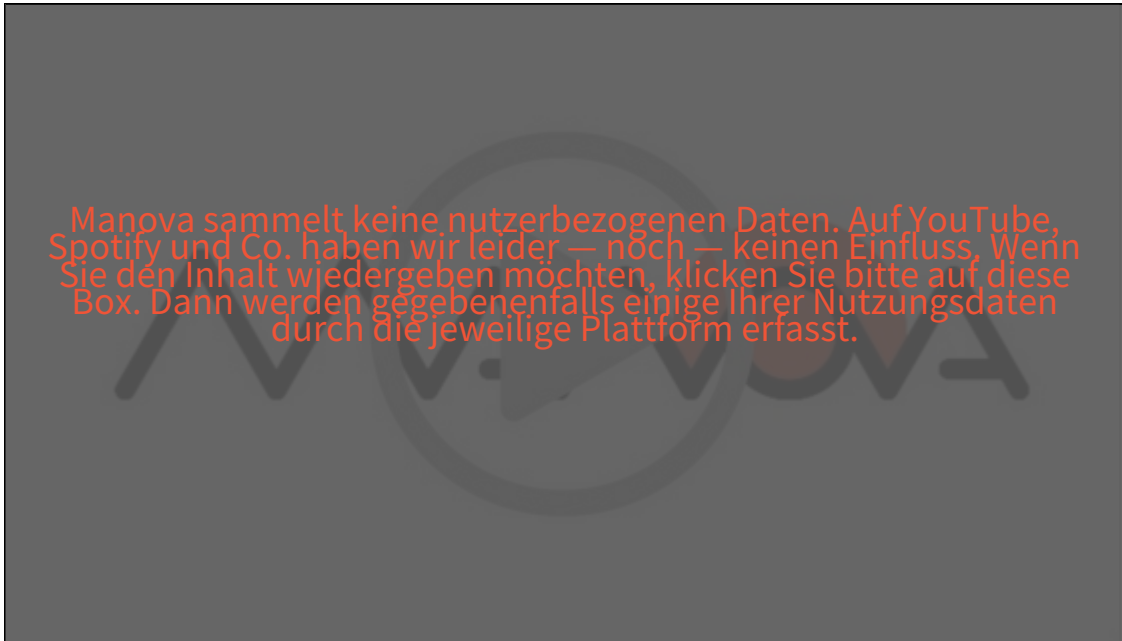 Manova sammelt keine nutzerbezogenen Daten. Auf YouTube,
Spotify und Co. haben wir leider — noch — keinen Einfluss. Wenn
Sie den Inhalt wiedergeben möchten, klicken Sie bitte auf diese
Box. Dann werden gegebenenfalls einige Ihrer Nutzungsdaten
durch die jeweilige Plattform erfasst.
MANOVA